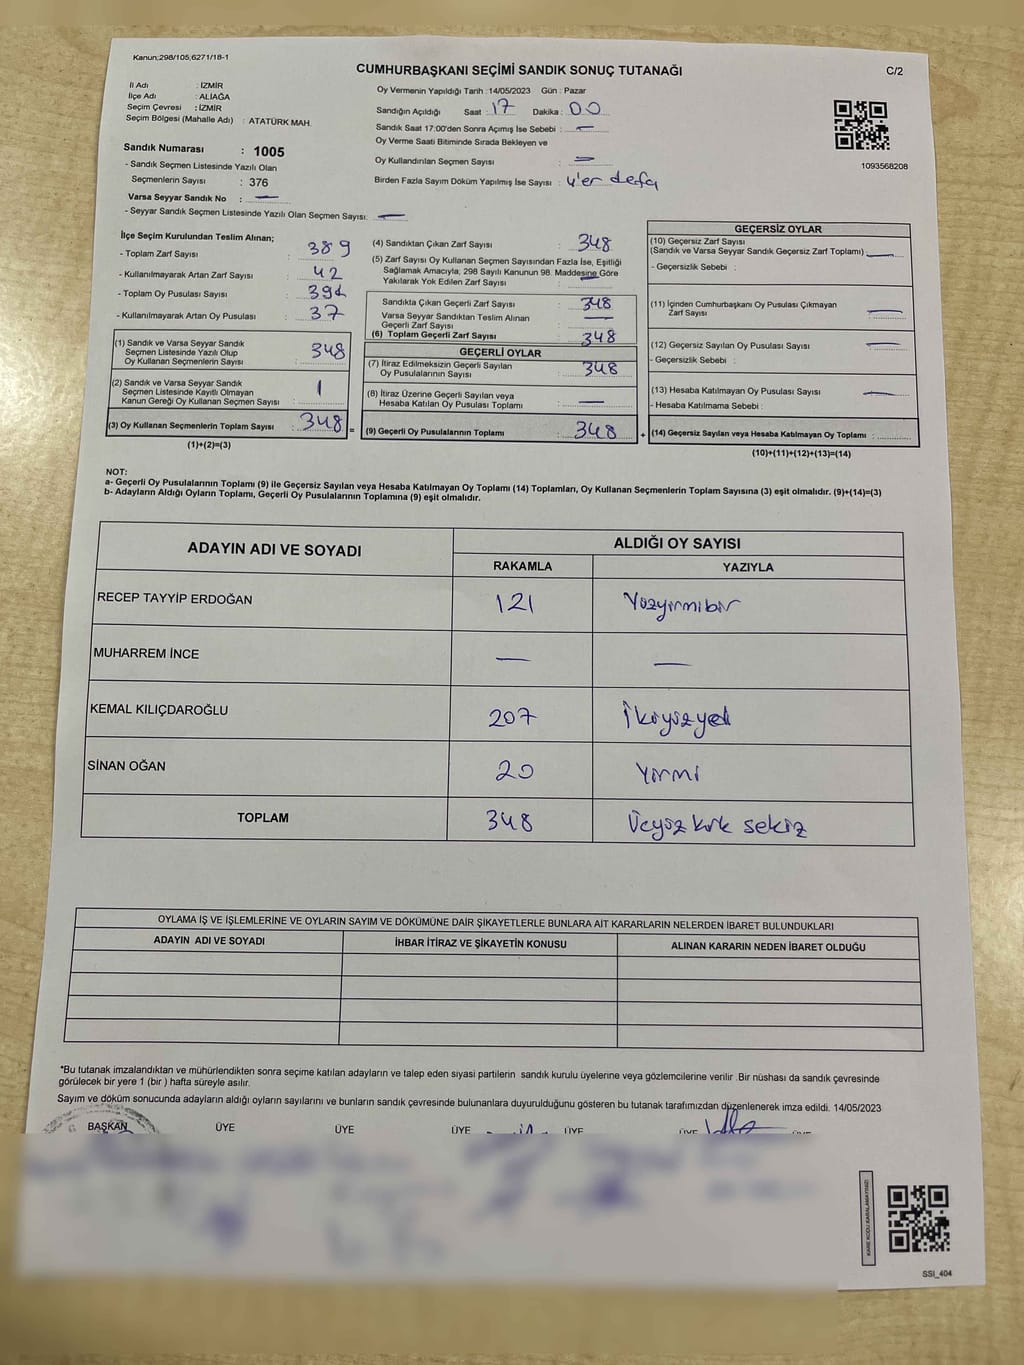 Kanun;298/105,6271/18-1
CUMHURBAŞKANI SEÇİMİ SANDIK SONUÇ TUTANAĞI
C/2
İl Adı : İZMİR
İlçe Adı : ALİAĞA
Seçim Çevresi : İZMİR
Seçim Bölgesi (Mahalle Adı) : ATATÜRK MAH.
Oy Vermenin Yapıldığı Tarih : 14/05/2023 Gün : Pazar
Sandığın Açıldığı Saat : 17 Dakika : 00
Sandık Saat 17:00'den Sonra Açımış İse Sebebi : —
Oy Verme Saati Bitiminde Sırada Bekleyen ve
Oy Kullandırılan Seçmen Sayısı : —
Birden Fazla Sayım Döküm Yapılmış İse Sayısı : 4'er defa
1093568208
Sandık Numarası : 1005
- Sandık Seçmen Listesinde Yazılı Olan
Seçmenlerin Sayısı : 376
Varsa Seyyar Sandık No : —
- Seyyar Sandık Seçmen Listesinde Yazılı Olan Seçmen Sayısı: —
İlçe Seçim Kurulundan Teslim Alınan;
- Toplam Zarf Sayısı : 389
- Kullanılmayarak Artan Zarf Sayısı : 42
- Toplam Oy Pusulası Sayısı :
- Kullanılmayarak Artan Oy Pusulası : 37
(1) Sandık ve Varsa Seyyar Sandık
Seçmen Listesinde Yazılı Olup
Oy Kullanan Seçmenlerin Sayısı : 348
(2) Sandık ve Varsa Seyyar Sandık
Seçmen Listesinde Kayıtlı Olmayan
Kanun Gereği Oy Kullanan Seçmen Sayısı : 1
(3) Oy Kullanan Seçmenlerin Toplam Sayısı : 348 =
(1)+(2)=(3)
(4) Sandıktan Çıkan Zarf Sayısı : 348
(5) Zarf Sayısı Oy Kullanan Seçmen Sayısından Fazla İse, Eşitliği
Sağlamak Amacıyla, 298 Sayılı Kanunun 98. Maddesine Göre
Yakılarak Yok Edilen Zarf Sayısı : —
Sandıkta Çıkan Geçerli Zarf Sayısı : 348
Varsa Seyyar Sandıktan Teslim Alınan
Geçerli Zarf Sayısı : —
(6) Toplam Geçerli Zarf Sayısı : 348
GEÇERLİ OYLAR
(7) İtiraz Edilmeksizin Geçerli Sayılan
Oy Pusulalarının Sayısı : 348
(8) İtiraz Üzerine Geçerli Sayılan veya
Hesaba Katılan Oy Pusulası Toplamı : —
(9) Geçerli Oy Pusulalarının Toplamı : 348 +
GEÇERSİZ OYLAR
(10) Geçersiz Zarf Sayısı
(Sandık ve Varsa Seyyar Sandık Geçersiz Zarf Toplamı) —
- Geçersizlik Sebebi :
(11) İçinden Cumhurbaşkanı Oy Pusulası Çıkmayan
Zarf Sayısı : —
(12) Geçersiz Sayılan Oy Pusulası Sayısı : —
- Geçersizlik Sebebi :
(13) Hesaba Katılmayan Oy Pusulası Sayısı : —
- Hesaba Katılmama Sebebi :
(14) Geçersiz Sayılan veya Hesaba Katılmayan Oy Toplamı :
(10)+(11)+(12)+(13)=(14)
NOT:
a- Geçerli Oy Pusulalarının Toplamı (9) ile Geçersiz Sayılan veya Hesaba Katılmayan Oy Toplamı (14) Toplamları, Oy Kullanan Seçmenlerin Toplam Sayısına (3) eşit olmalıdır. (9)+(14)=(3)
b- Adayların Aldığı Oyların Toplamı, Geçerli Oy Pusulalarının Toplamına (9) eşit olmalıdır.
ADAYIN ADI VE SOYADI
ALDIĞI OY SAYISI
RAKAMLA YAZIYLA
RECEP TAYYİP ERDOĞAN 121 Yüzyirmibir
MUHARREM İNCE — —
KEMAL KILIÇDAROĞLU 207 İkiyüzyedi
SİNAN OĞAN 20 Yirmi
TOPLAM 348 Üçyüz kırk sekiz
OYLAMA İŞ VE İŞLEMLERİNE VE OYLARIN SAYIM VE DÖKÜMÜNE DAİR ŞİKAYETLERLE BUNLARA AİT KARARLARIN NELERDEN İBARET BULUNDUKLARI
ADAYIN ADI VE SOYADI İHBAR İTİRAZ VE ŞİKAYETİN KONUSU ALINAN KARARIN NEDEN İBARET OLDUĞU
*Bu tutanak imzalandıktan ve mühürlendikten sonra seçime katılan adayların ve talep eden siyasi partilerin sandık kurulu üyelerine veya gözlemcilerine verilir .Bir nüshası da sandık çevresinde
görülecek bir yere 1 (bir ) hafta süreyle asılır.
Sayım ve döküm sonucunda adayların aldığı oyların sayılarını ve bunların sandık çevresinde bulunanlara duyurulduğunu gösteren bu tutanak tarafımızdan düzenlenerek imza edildi. 14/05/2023
BAŞKAN ÜYE ÜYE ÜYE ÜYE ÜYE
KARE KODU KARALAMAYINIZ!
SSI_404